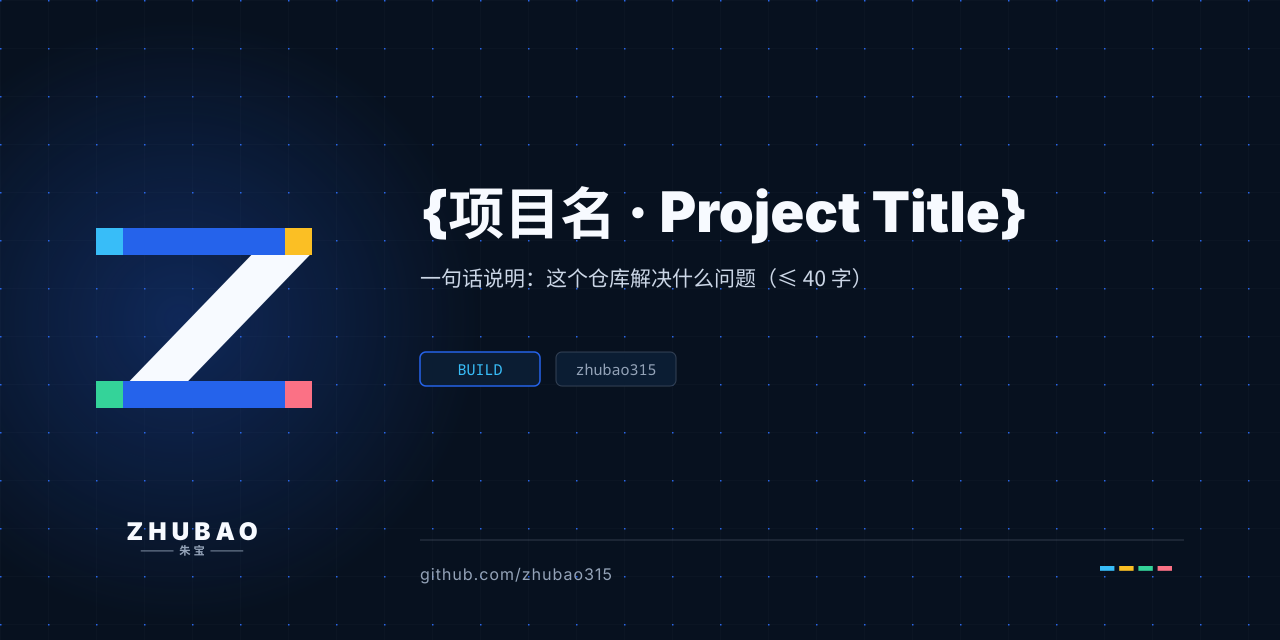 {项目名 · Project Title}
一句话说明：这个仓库解决什么问题（≤ 40 字）
BUILD
zhubao315
ZHUBAO
朱宝
github.com/zhubao315